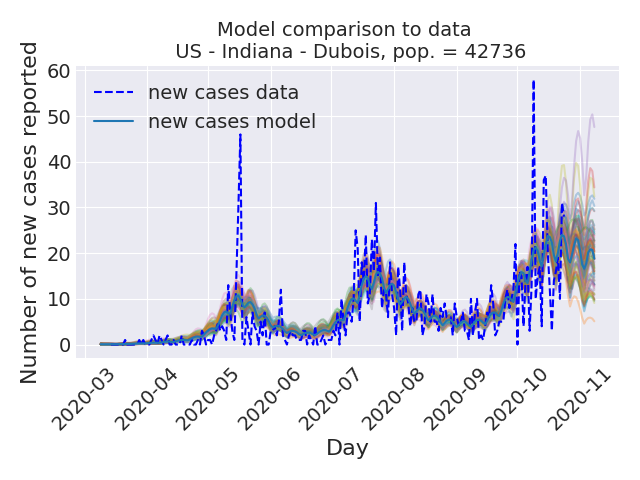 Model comparison to data
US - Indiana - Dubois, pop. = 42736
Number of new cases reported
60
50
40
30
20
10
0
new cases data
new cases model
2020-03
2020-04
2020-05
2020-06
2020-07
2020-08
2020-09
2020-10
2020-11
Day